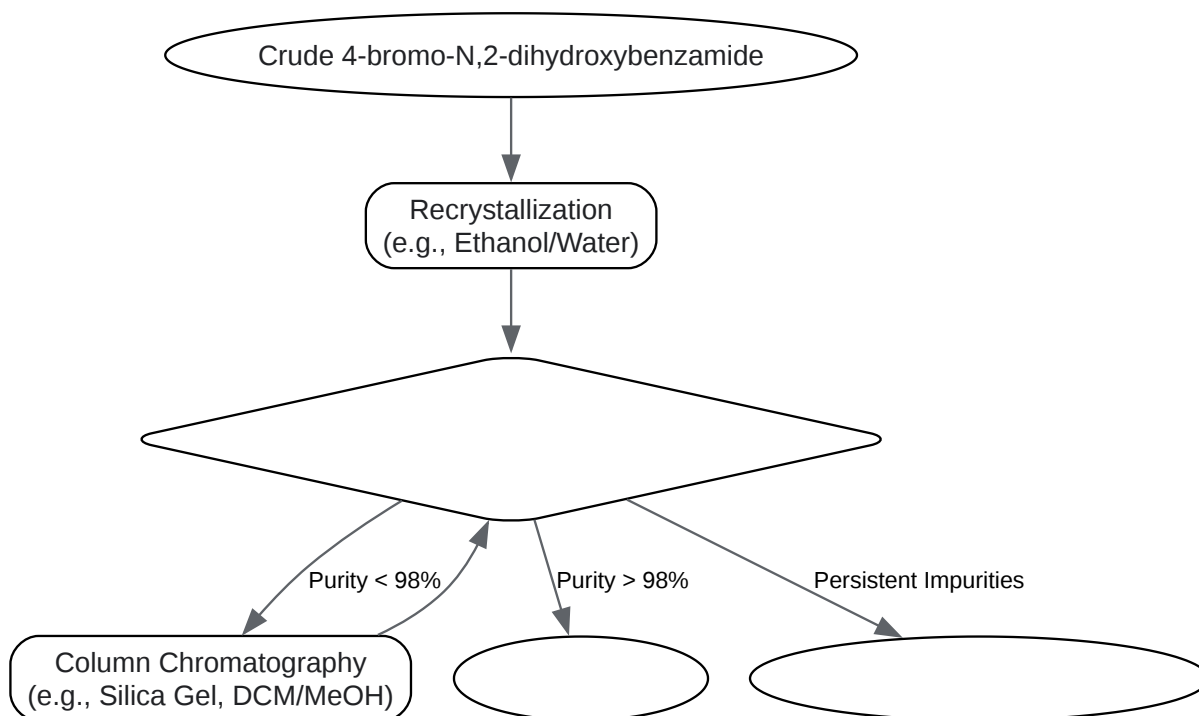 Crude 4-bromo-N,2-dihydroxybenzamide
Recrystallization
(e.g., Ethanol/Water)
Purity < 98%
Purity > 98%
Persistent Impurities
Column Chromatography
(e.g., Silica Gel, DCM/MeOH)